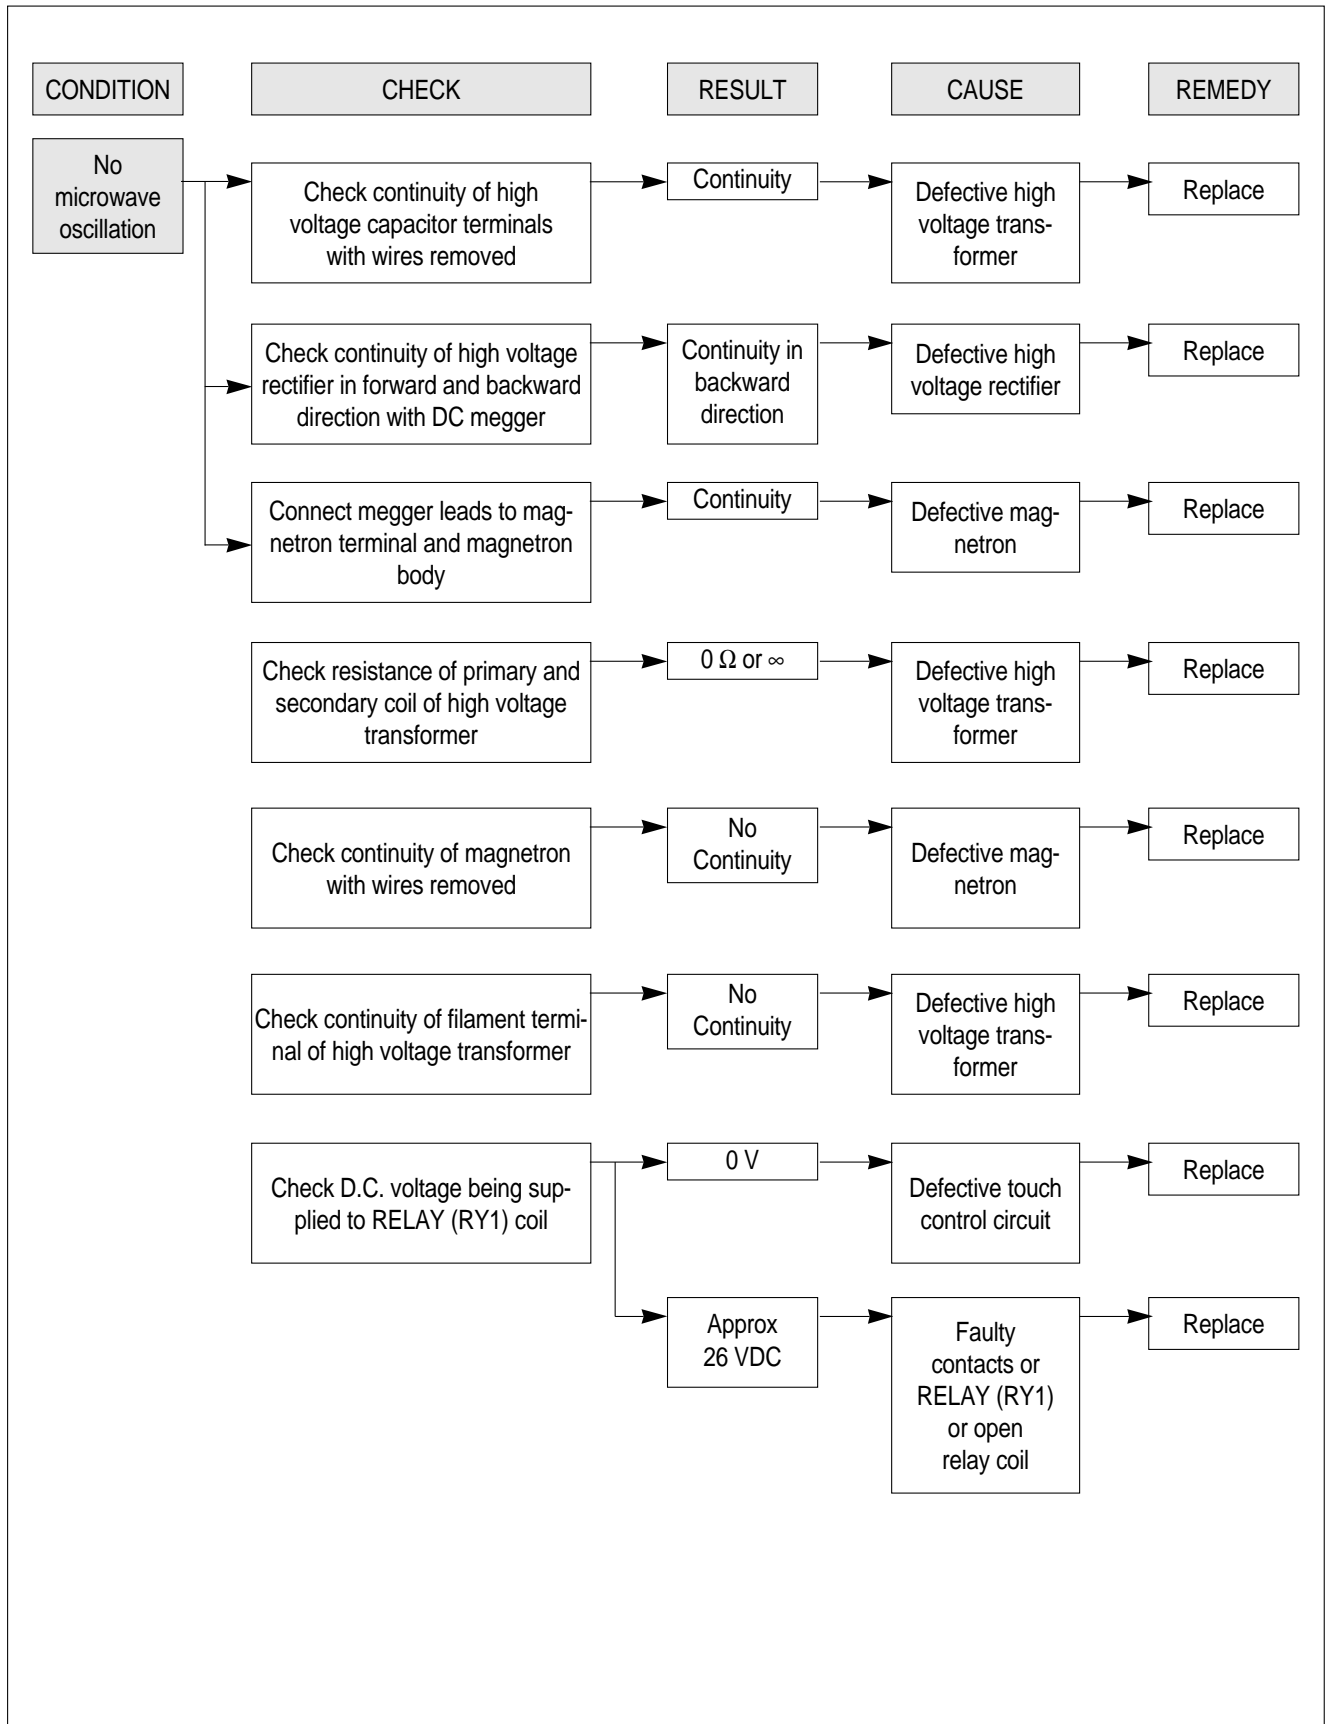 CONDITION
CHECK
RESULT
CAUSE
REMEDY
No
microwave
oscillation
Check continuity of high
voltage capacitor terminals
with wires removed
Continuity
Defective high
voltage trans-
former
Replace
Check continuity of high voltage
rectifier in forward and backward
direction with DC megger
Continuity in
backward
direction
Defective high
voltage rectifier
Replace
Connect megger leads to mag-
netron terminal and magnetron
body
Continuity
Defective mag-
netron
Replace
Check resistance of primary and
secondary coil of high voltage
transformer
0 Ω or ∞
Defective high
voltage trans-
former
Replace
Check continuity of magnetron
with wires removed
No
Continuity
Defective mag-
netron
Replace
Check continuity of filament termi-
nal of high voltage transformer
No
Continuity
Defective high
voltage trans-
former
Replace
Check D.C. voltage being sup-
plied to RELAY (RY1) coil
0 V
Defective touch
control circuit
Replace
Approx
26 VDC
Faulty
contacts or
RELAY (RY1)
or open
relay coil
Replace